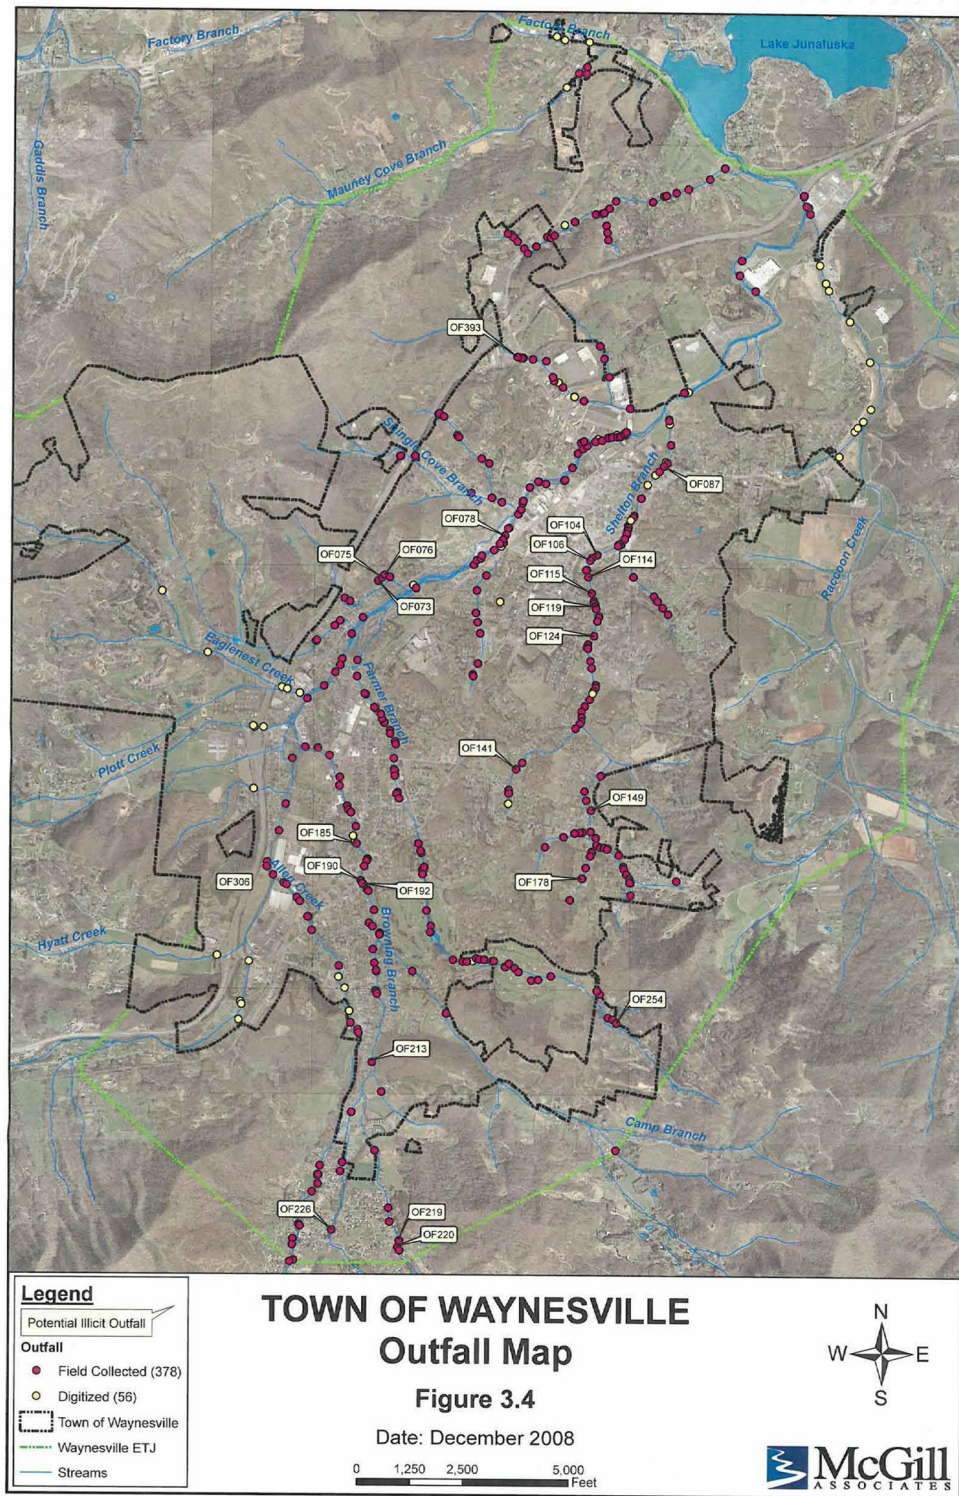 Factory Branch
Factory Branch
Lake Junaluska
Gaddis Branch
Mauney Cove Branch
OF393
Shingle Cove Branch
Shelton Branch
OF087
OF078
OF104
OF106
OF114
OF075
OF076
OF073
OF115
OF119
OF124
Raccoon Creek
Eaglenest Creek
Farmer Branch
Plott Creek
OF141
OF149
OF185
OF190
OF192
OF178
OF306
Allen Creek
Browning Branch
Hyatt Creek
OF254
OF213
Camp Branch
OF226
OF219
OF220
Legend
Potential Illicit Outfall
Outfall
Field Collected (378)
Digitized (56)
Town of Waynesville
Waynesville ETJ
Streams
TOWN OF WAYNESVILLE
Outfall Map
Figure 3.4
Date: December 2008
0 1,250 2,500 5,000
Feet
N
W E
S
McGill
ASSOCIATES